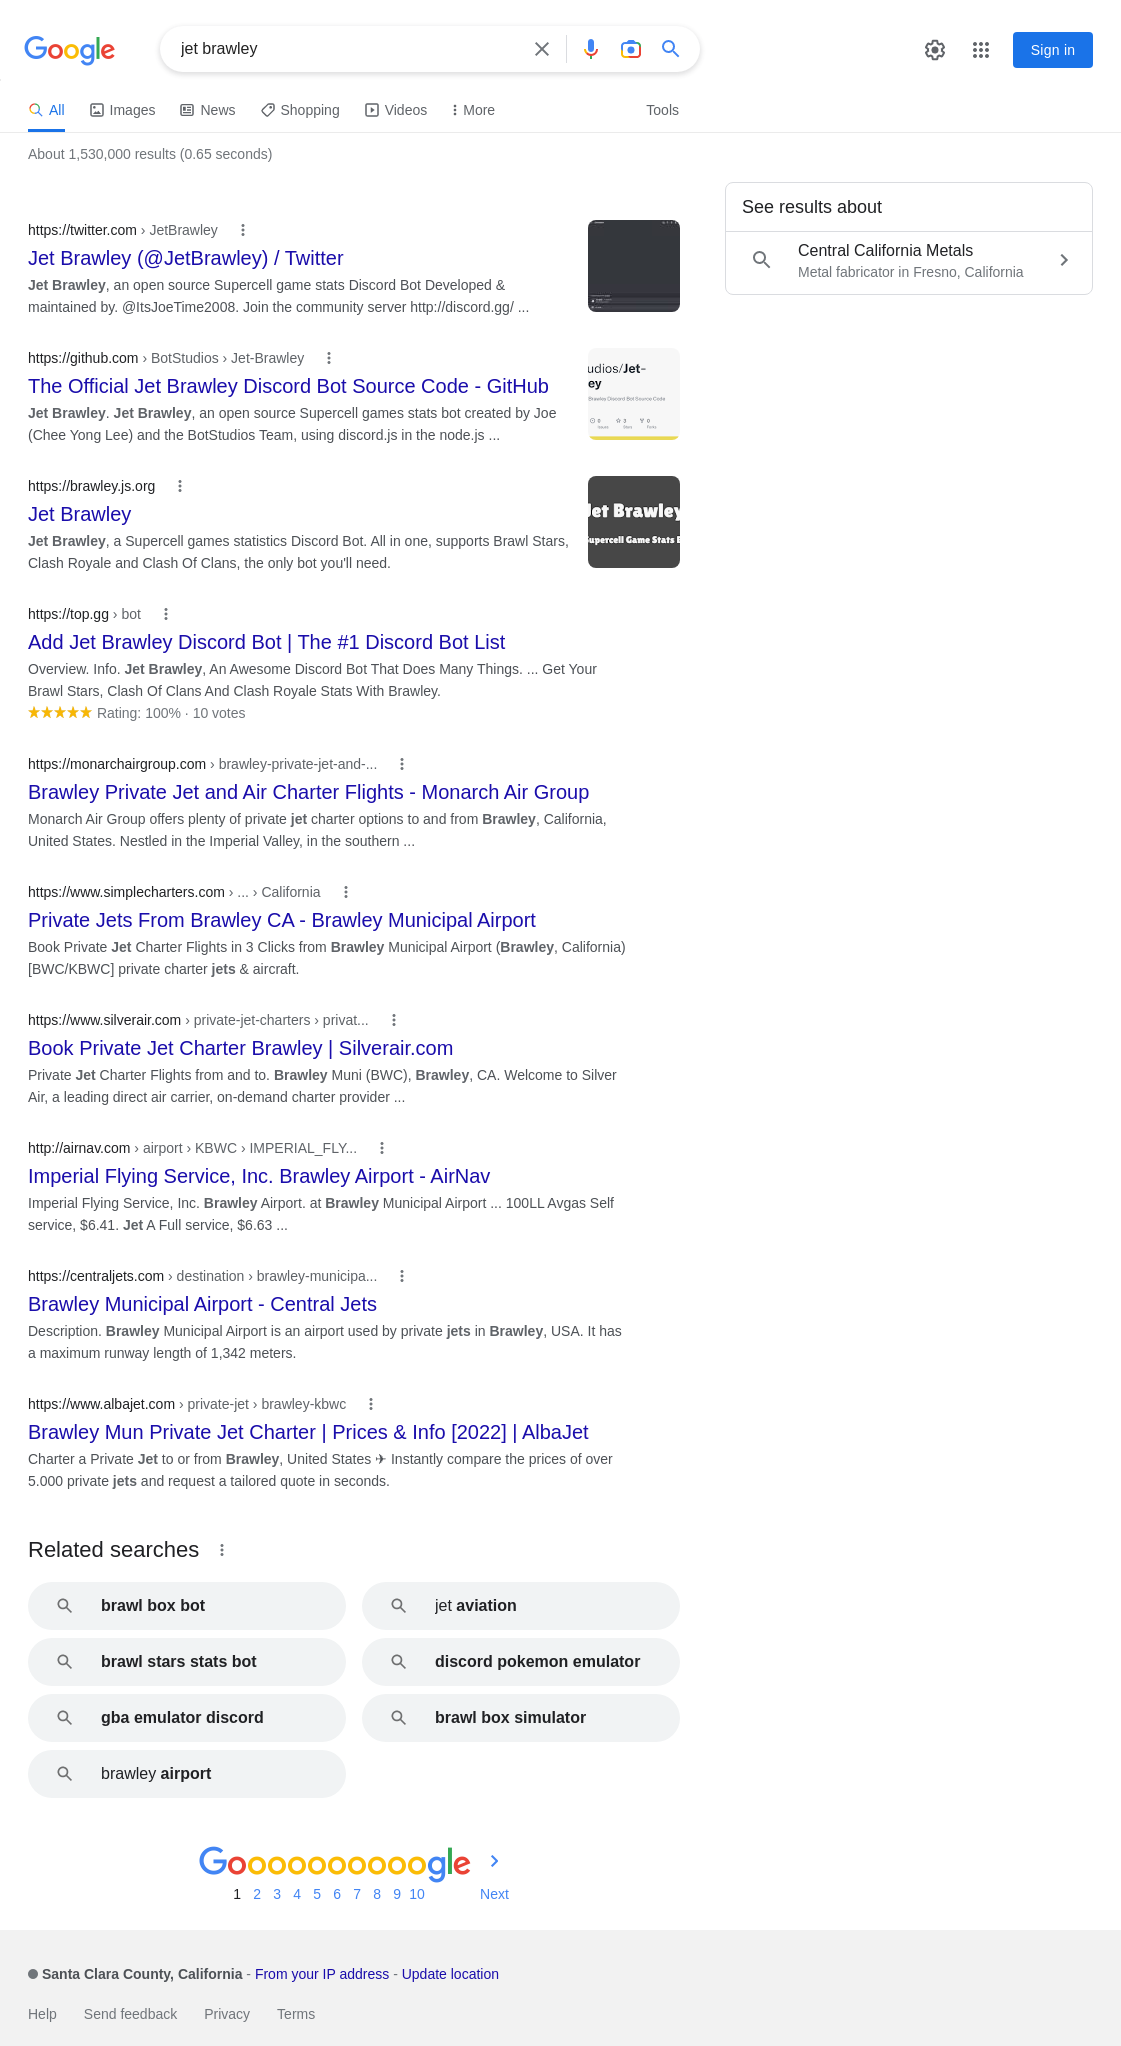 Google
jet brawley
Sign in
All
Images
News
Shopping
Videos
More
Tools
About 1,530,000 results (0.65 seconds)
See results about
Central California Metals
Metal fabricator in Fresno, California
https://twitter.com › JetBrawley
Jet Brawley (@JetBrawley) / Twitter
Jet Brawley, an open source Supercell game stats Discord Bot Developed &
maintained by. @ItsJoeTime2008. Join the community server http://discord.gg/ ...
https://github.com › BotStudios › Jet-Brawley
The Official Jet Brawley Discord Bot Source Code - GitHub
Jet Brawley. Jet Brawley, an open source Supercell games stats bot created by Joe
(Chee Yong Lee) and the BotStudios Team, using discord.js in the node.js ...
udios/Jet-
ey
Brawley Discord Bot Source Code
https://brawley.js.org
Jet Brawley
Jet Brawley, a Supercell games statistics Discord Bot. All in one, supports Brawl Stars,
Clash Royale and Clash Of Clans, the only bot you'll need.
Jet Brawley
Supercell Game Stats B
https://top.gg › bot
Add Jet Brawley Discord Bot | The #1 Discord Bot List
Overview. Info. Jet Brawley, An Awesome Discord Bot That Does Many Things. ... Get Your
Brawl Stars, Clash Of Clans And Clash Royale Stats With Brawley.
Rating: 100% · 10 votes
https://monarchairgroup.com › brawley-private-jet-and-...
Brawley Private Jet and Air Charter Flights - Monarch Air Group
Monarch Air Group offers plenty of private jet charter options to and from Brawley, California,
United States. Nestled in the Imperial Valley, in the southern ...
https://www.simplecharters.com › ... › California
Private Jets From Brawley CA - Brawley Municipal Airport
Book Private Jet Charter Flights in 3 Clicks from Brawley Municipal Airport (Brawley, California)
[BWC/KBWC] private charter jets & aircraft.
https://www.silverair.com › private-jet-charters › privat...
Book Private Jet Charter Brawley | Silverair.com
Private Jet Charter Flights from and to. Brawley Muni (BWC), Brawley, CA. Welcome to Silver
Air, a leading direct air carrier, on-demand charter provider ...
http://airnav.com › airport › KBWC › IMPERIAL_FLY...
Imperial Flying Service, Inc. Brawley Airport - AirNav
Imperial Flying Service, Inc. Brawley Airport. at Brawley Municipal Airport ... 100LL Avgas Self
service, $6.41. Jet A Full service, $6.63 ...
https://centraljets.com › destination › brawley-municipa...
Brawley Municipal Airport - Central Jets
Description. Brawley Municipal Airport is an airport used by private jets in Brawley, USA. It has
a maximum runway length of 1,342 meters.
https://www.albajet.com › private-jet › brawley-kbwc
Brawley Mun Private Jet Charter | Prices & Info [2022] | AlbaJet
Charter a Private Jet to or from Brawley, United States ✈ Instantly compare the prices of over
5.000 private jets and request a tailored quote in seconds.
Related searches
brawl box bot
jet aviation
brawl stars stats bot
discord pokemon emulator
gba emulator discord
brawl box simulator
brawley airport
Goooooooooogle
1 2 3 4 5 6 7 8 9 10 Next
Santa Clara County, California - From your IP address - Update location
Help Send feedback Privacy Terms